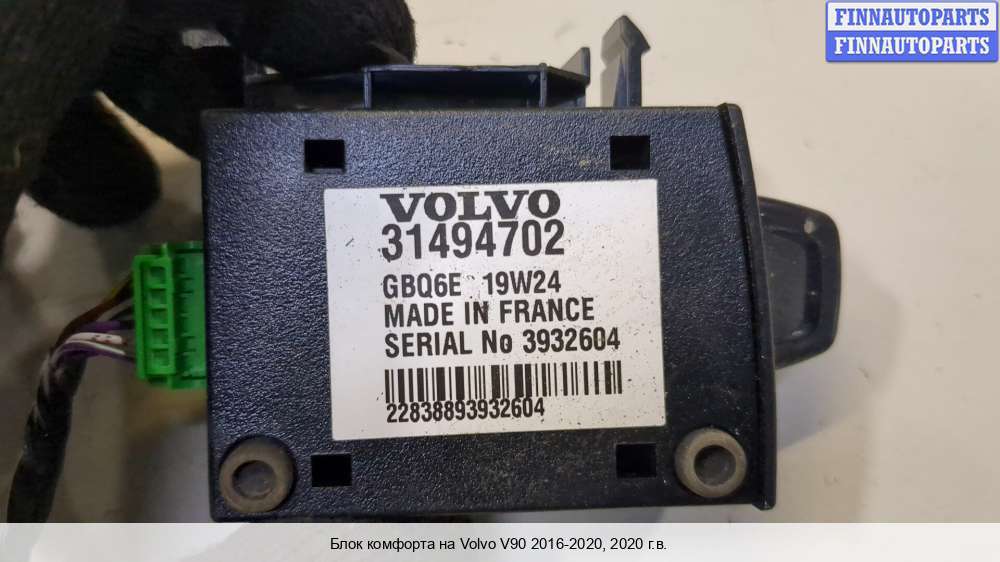 FINNAUTOPARTS
FINNAUTOPARTS
VOLVO
31494702
GBQ6E 19W24
MADE IN FRANCE
SERIAL No 3932604
22838893932604
Блок комфорта на Volvo V90 2016-2020, 2020 г.в.